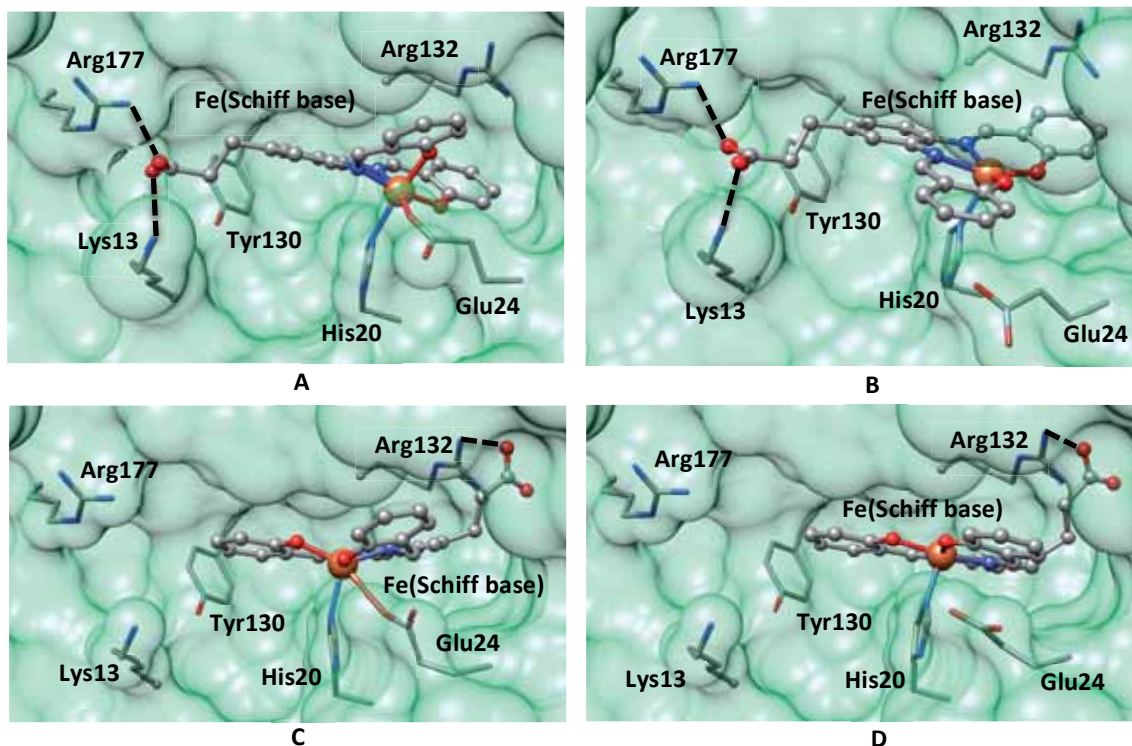 Arg177
Arg132
Fe(Schiff base)
Lys13
Tyr130
His20
Glu24
A
Arg132
Arg177
Fe(Schiff base)
Tyr130
Lys13
His20
Glu24
B
Arg132
Arg177
Fe(Schiff base)
Tyr130
Lys13
His20
Glu24
C
Arg132
Arg177
Fe(Schiff base)
Tyr130
Lys13
His20
Glu24
D